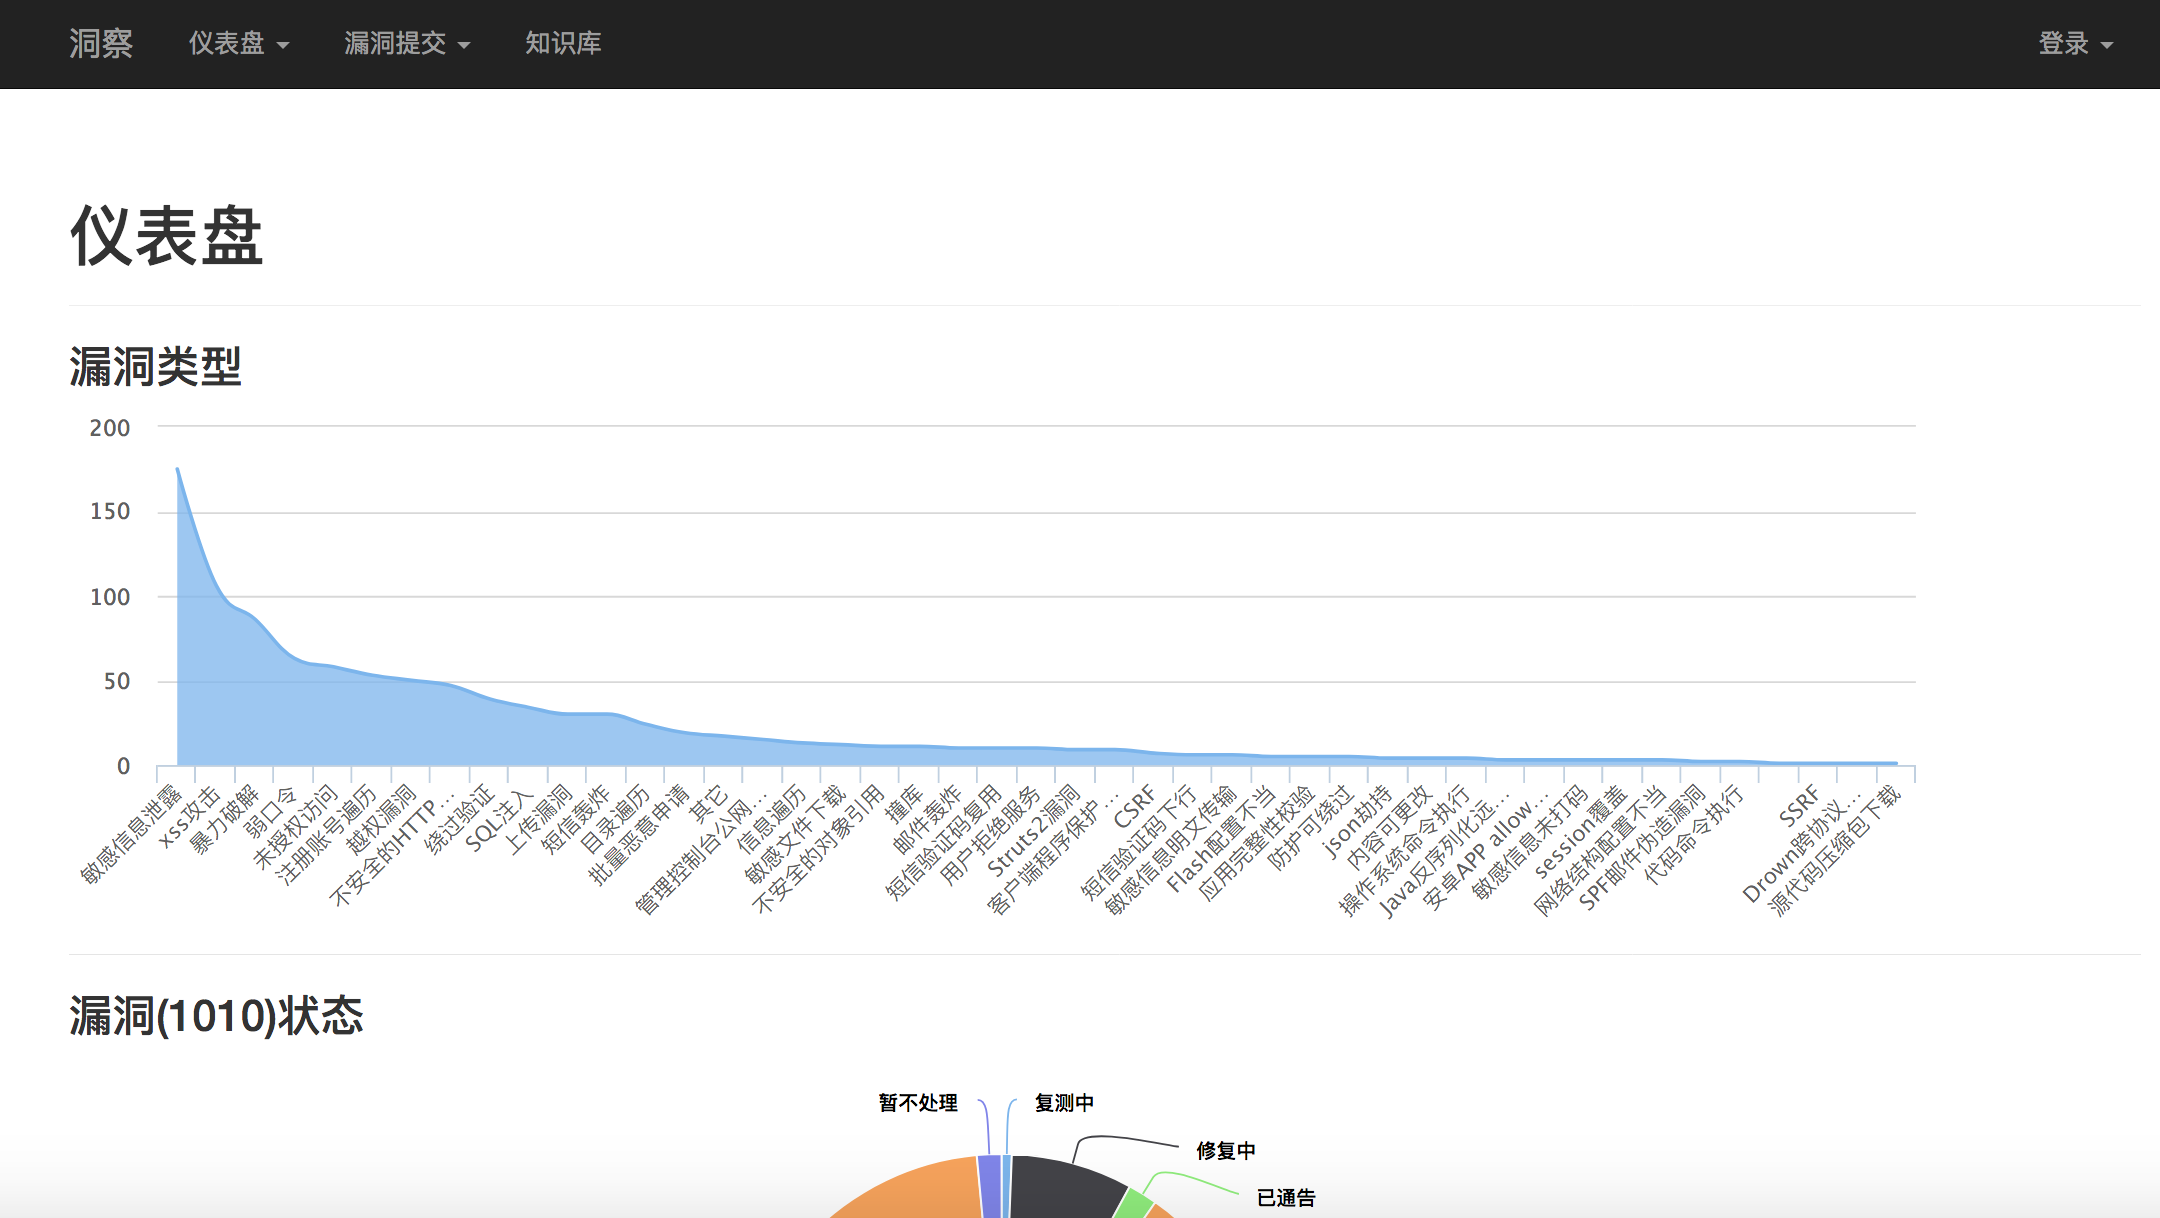 洞察 仪表盘 漏洞提交 知识库 登录
仪表盘
漏洞类型
200
150
100
50
0
敏感信息泄露
xss攻击
暴力破解
弱口令
未授权访问
注册账号遍历
越权漏洞
不安全的HTTP…
绕过验证
SQL注入
上传漏洞
短信轰炸
目录遍历
批量恶意申请
其它
管理控制台公网…
信息遍历
敏感文件下载
不安全的对象引用
撞库
邮件轰炸
短信验证码复用
用户拒绝服务
Struts2漏洞
客户端程序保护…
CSRF
短信验证码下行
敏感信息明文传输
Flash配置不当
应用完整性校验
防护可绕过
json劫持
内容可更改
操作系统命令执行
Java反序列化远…
安卓APP allow…
敏感信息未打码
session覆盖
网络结构配置不当
SPF邮件伪造漏洞
代码命令执行
SSRF
Drown跨协议…
源代码压缩包下载
漏洞(1010)状态
暂不处理
复测中
修复中
已通告